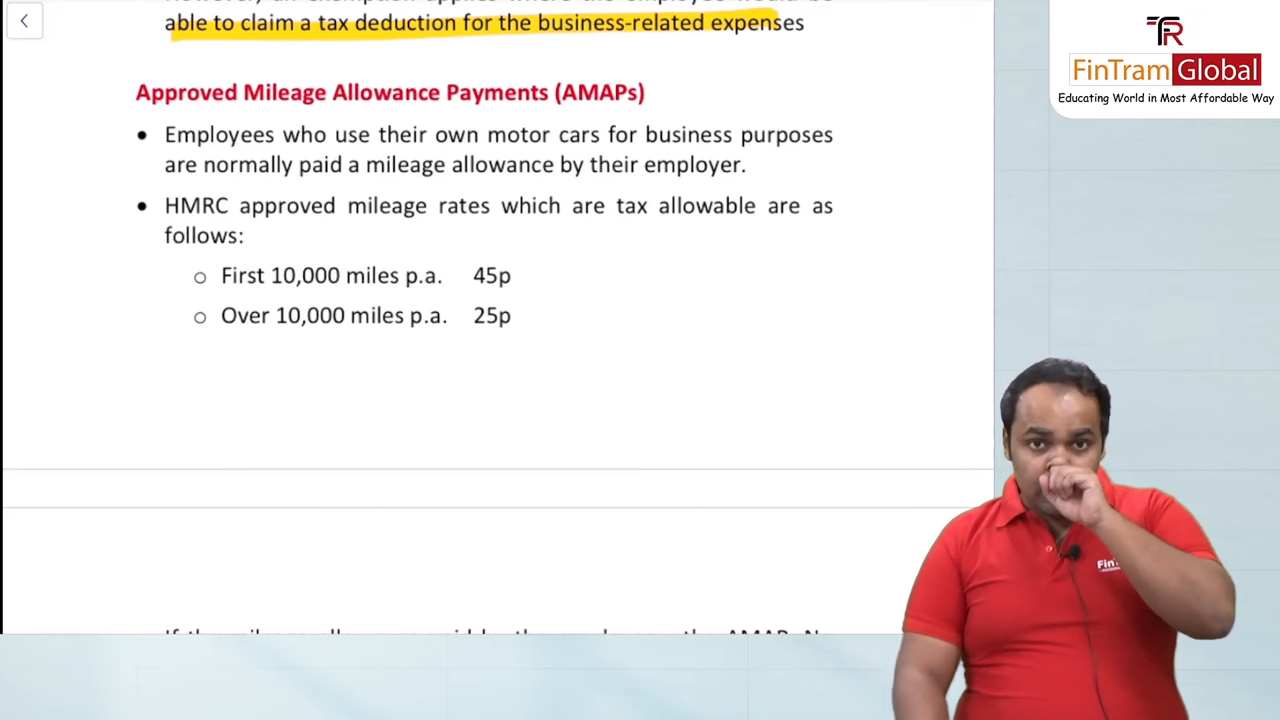 able to claim a tax deduction for the business-related expenses
Approved Mileage Allowance Payments (AMAPs)
• Employees who use their own motor cars for business purposes
are normally paid a mileage allowance by their employer.
• HMRC approved mileage rates which are tax allowable are as
follows:
o First 10,000 miles p.a. 45p
o Over 10,000 miles p.a. 25p
TR
FinTram Global
Educating World in Most Affordable Way